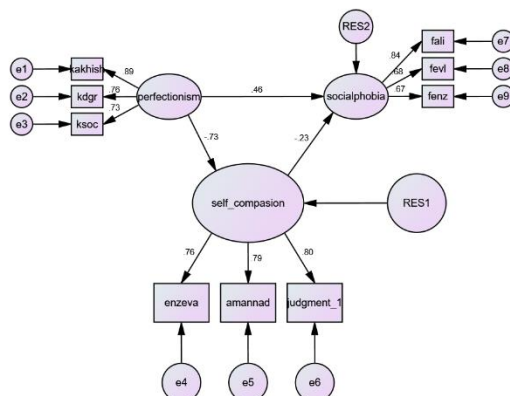 RES2
e1
kakhish
.89
e2
kdgr
.76
e3
ksoc
.73
perfectionism
.46
socialphobia
.84
fali
e7
.68
fevl
e8
.67
fenz
e9
-.73
-.23
self_compasion
RES1
.76
.79
.80
enzeva
amannad
judgment_1
e4
e5
e6